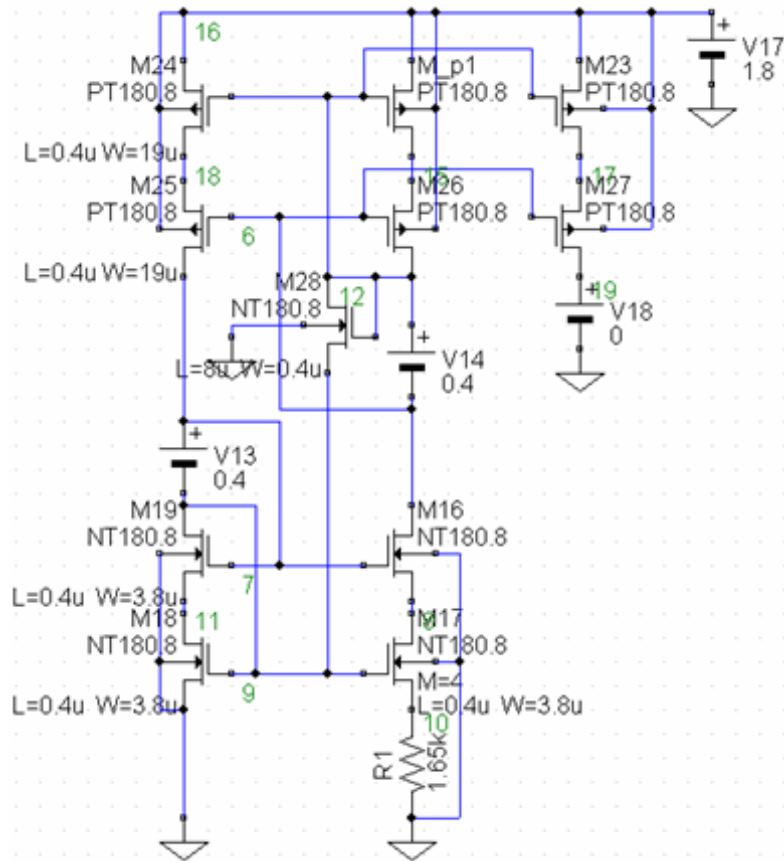 16
M24
M_p1
M23
V17
1.8
PT180.8
PT180.8
PT180.8
L=0.4u W=19u
18
15
17
M25
M26
M27
PT180.8
PT180.8
PT180.8
6
L=0.4u W=19u
M28
12
19
NT180.8
V18
0
L=8u W=0.4u
V14
0.4
V13
0.4
M19
M16
NT180.8
NT180.8
7
L=0.4u W=3.8u
11
M18
M17
NT180.8
NT180.8
9
M=4
L=0.4u W=3.8u
L=0.4u W=3.8u
10
R1
1.65k